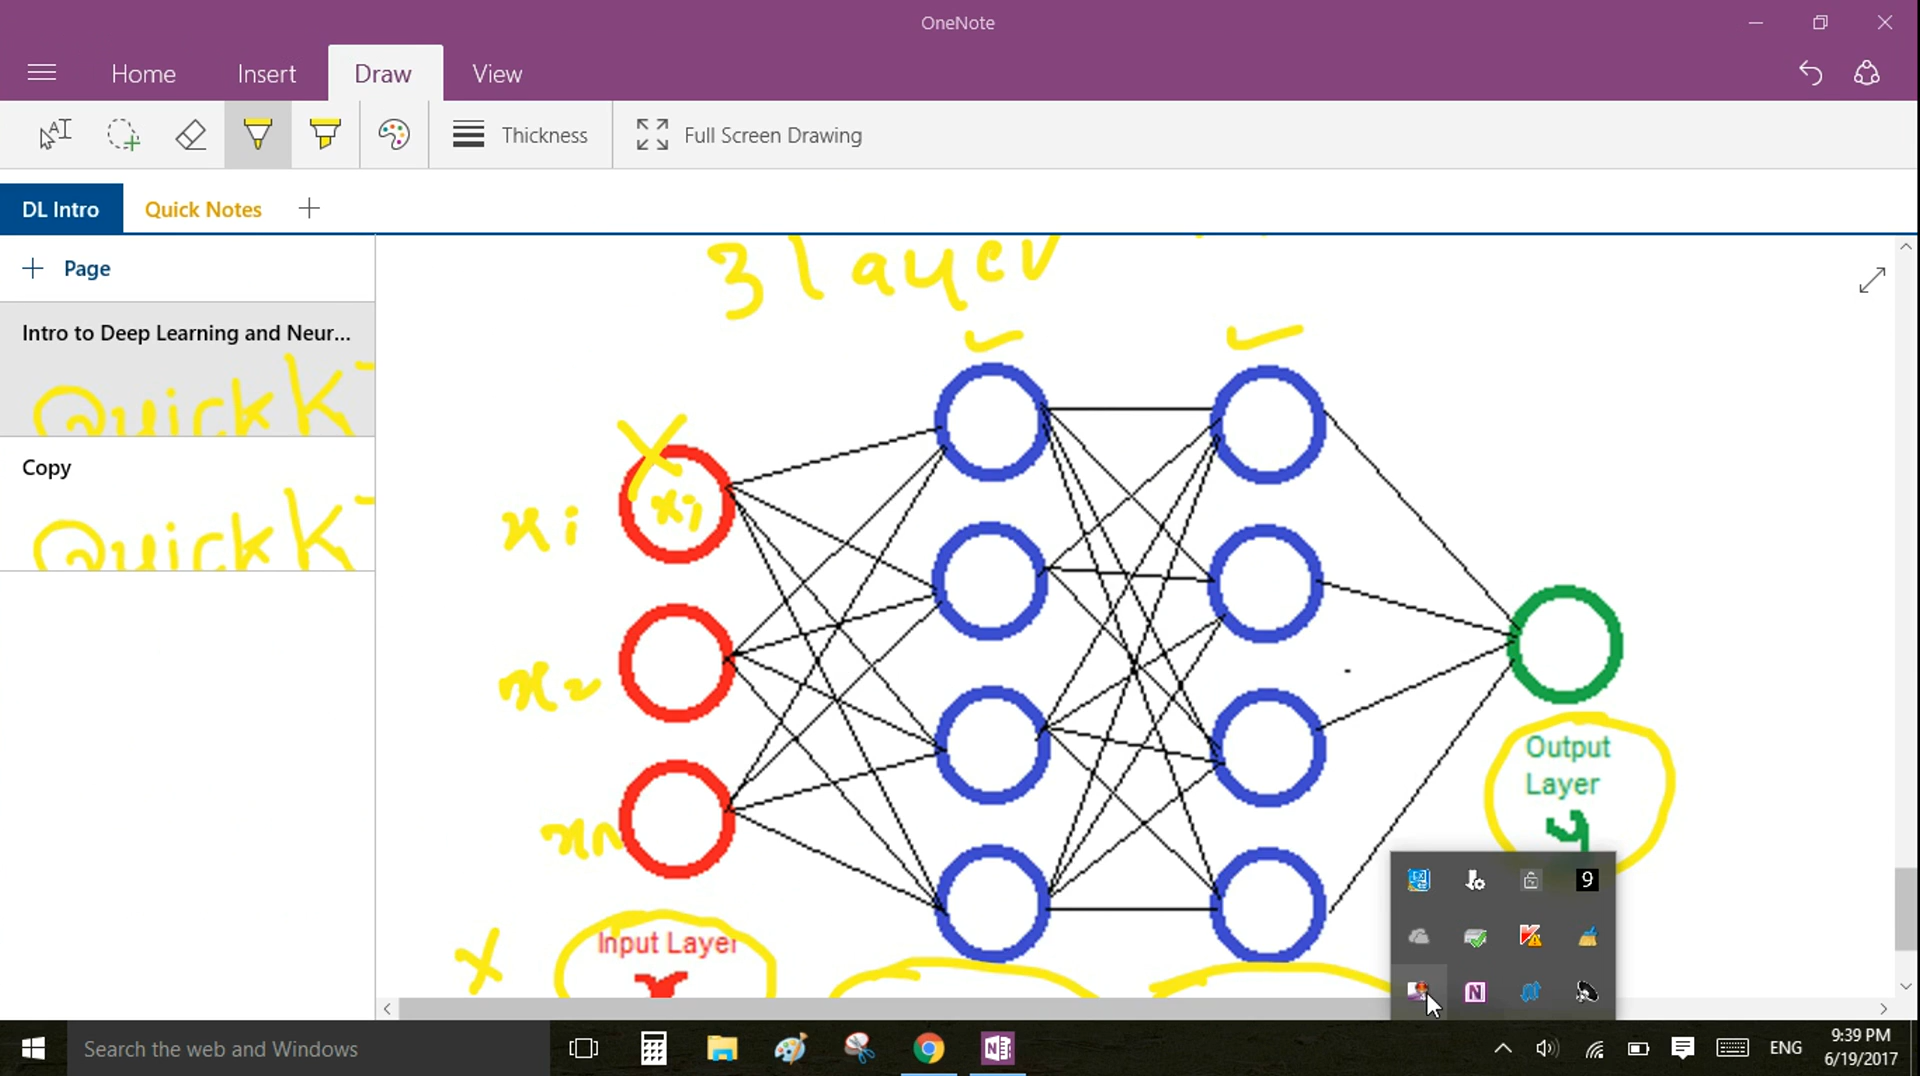 OneNote
Home Insert Draw View
Thickness Full Screen Drawing
DL Intro Quick Notes
Page
Intro to Deep Learning and Neur...
Quick K
Copy
Quick K
3 layer
x1
x1
x2
xn
Input Layer
X
x
Output
Layer
y
9
Search the web and Windows
ENG
9:39 PM
6/19/2017